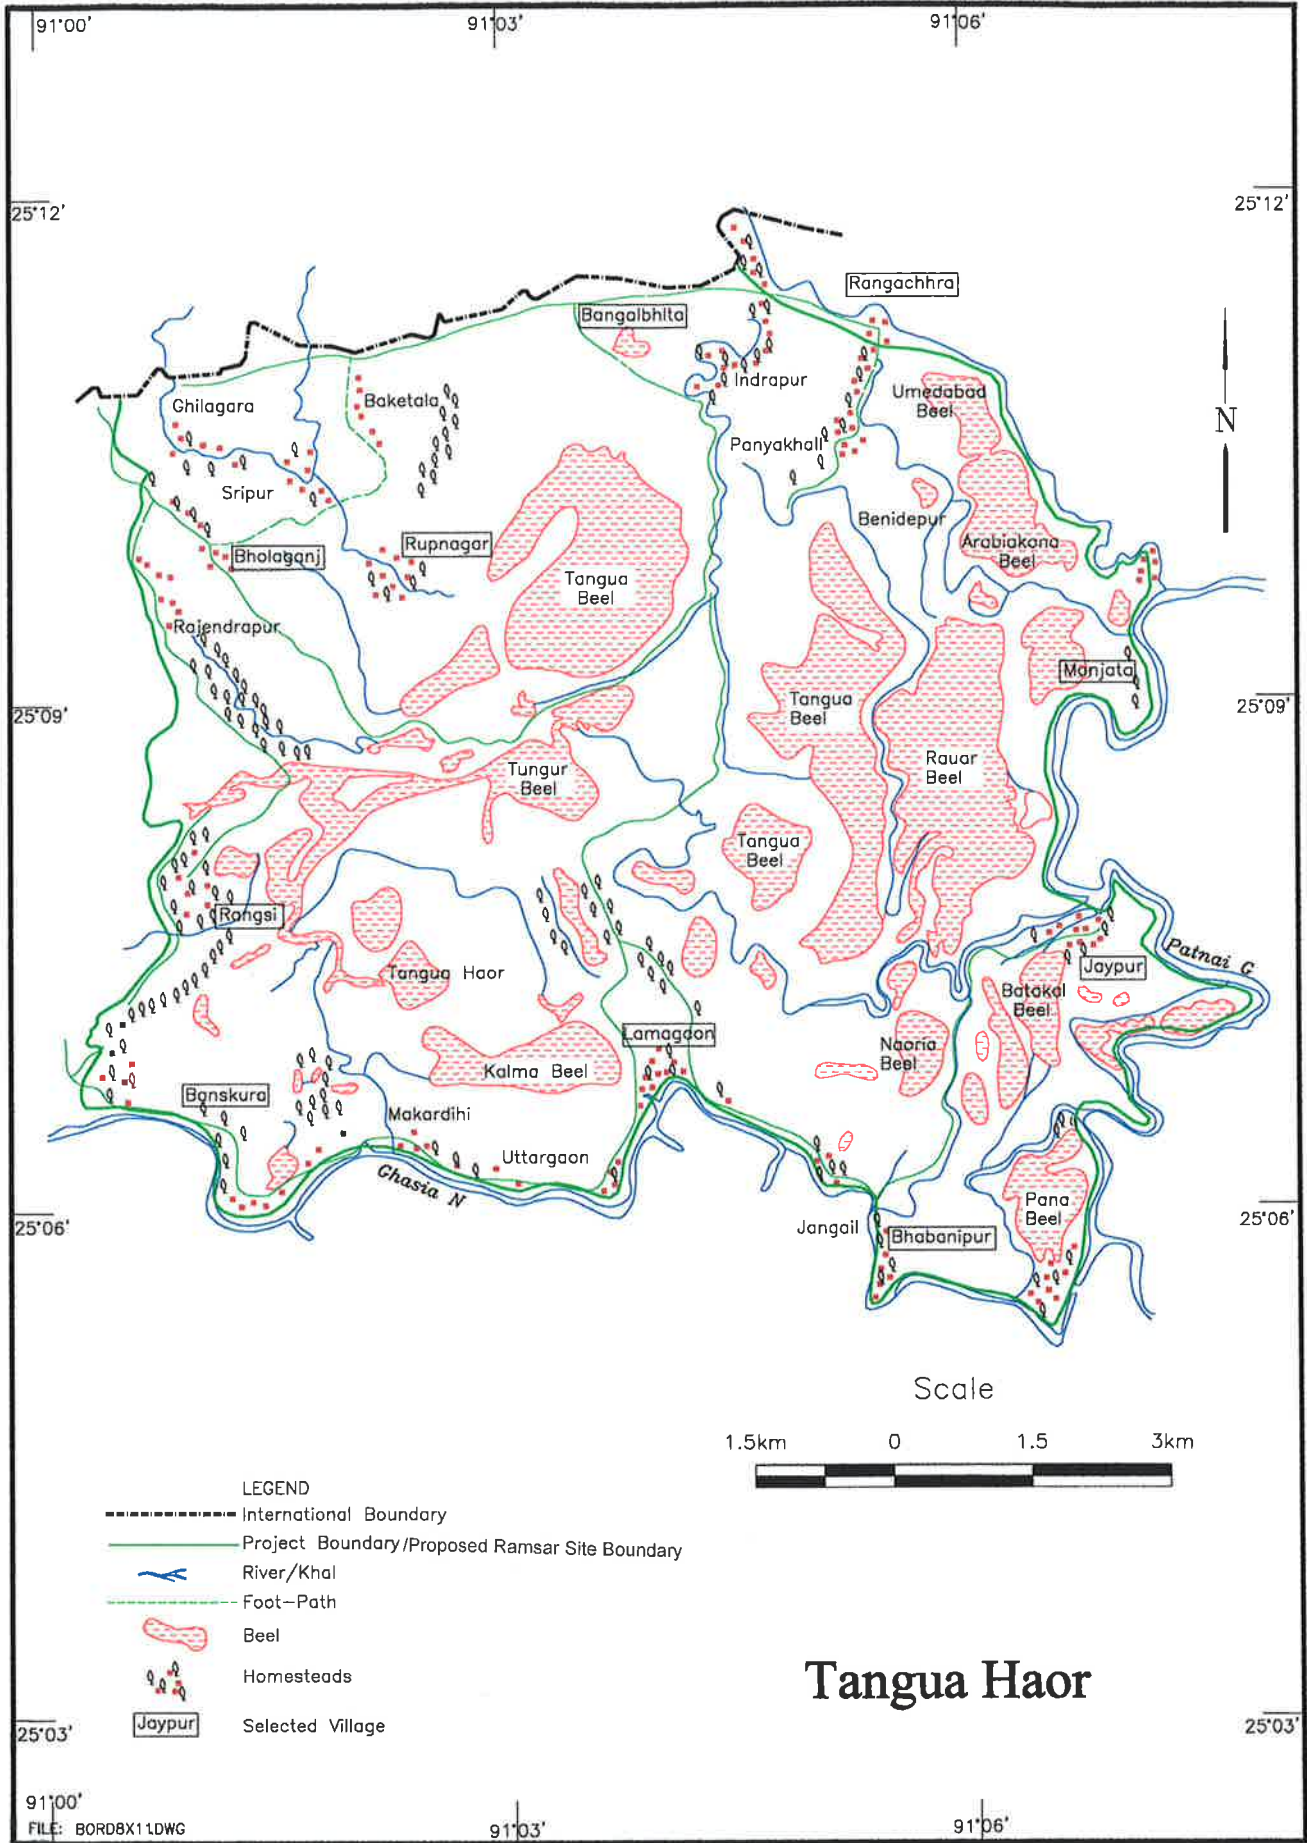 91°00'
91°03'
91°06'
25°12'
25°12'
Rangachhra
Bangalbhita
Indrapur
Baketala
Ghilagara
Umedabad
Beel
Panyakhali
Sripur
Benidepur
Arabiakona
Beel
Rupnagar
Bholaganj
Tangua
Beel
Rajendrapur
Monjata
25°09'
25°09'
Tangua
Beel
Rauar
Beel
Tungur
Beel
Tangua
Beel
Rangsi
Patnai G
Jaypur
Tangua Haor
Batakal
Beel
Lamagaon
Naoria
Beel
Kalma Beel
Banskura
Makardihi
Uttargaon
Ghasia N
Pana
Beel
25°06'
25°06'
Jangail
Bhabanipur
N
Scale
1.5km 0 1.5 3km
LEGEND
International Boundary
Project Boundary/Proposed Ramsar Site Boundary
River/Khal
Foot-Path
Beel
Homesteads
Jaypur Selected Village
Tangua Haor
25°03'
25°03'
91°00'
91°03'
91°06'
FILE: BORD8X11.DWG